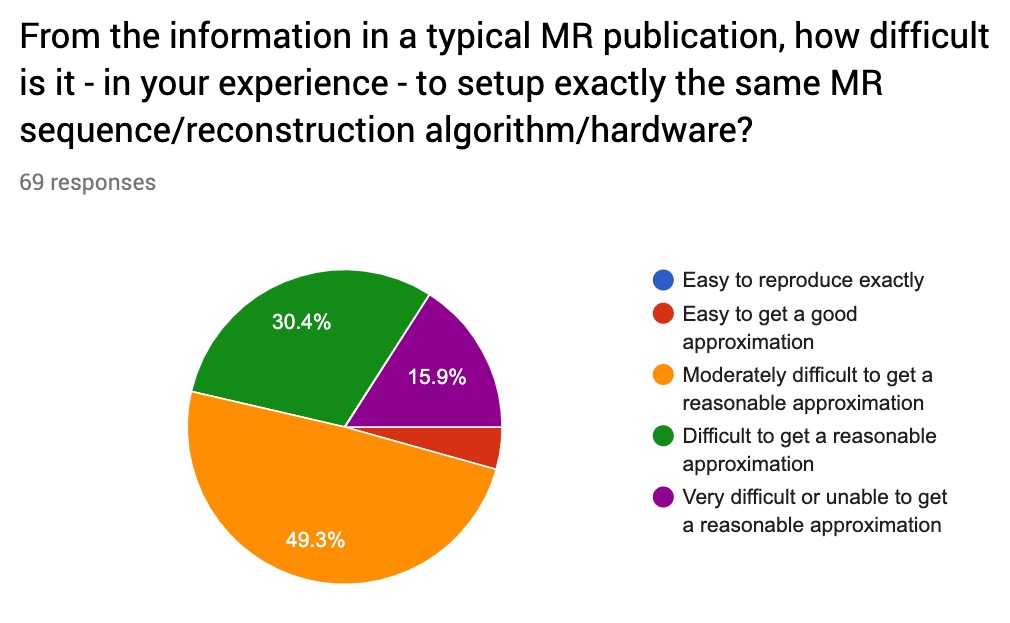 From the information in a typical MR publication, how difficult
is it - in your experience - to setup exactly the same MR
sequence/reconstruction algorithm/hardware?
69 responses
30.4%
15.9%
49.3%
Easy to reproduce exactly
Easy to get a good
approximation
Moderately difficult to get a
reasonable approximation
Difficult to get a reasonable
approximation
Very difficult or unable to get
a reasonable approximation